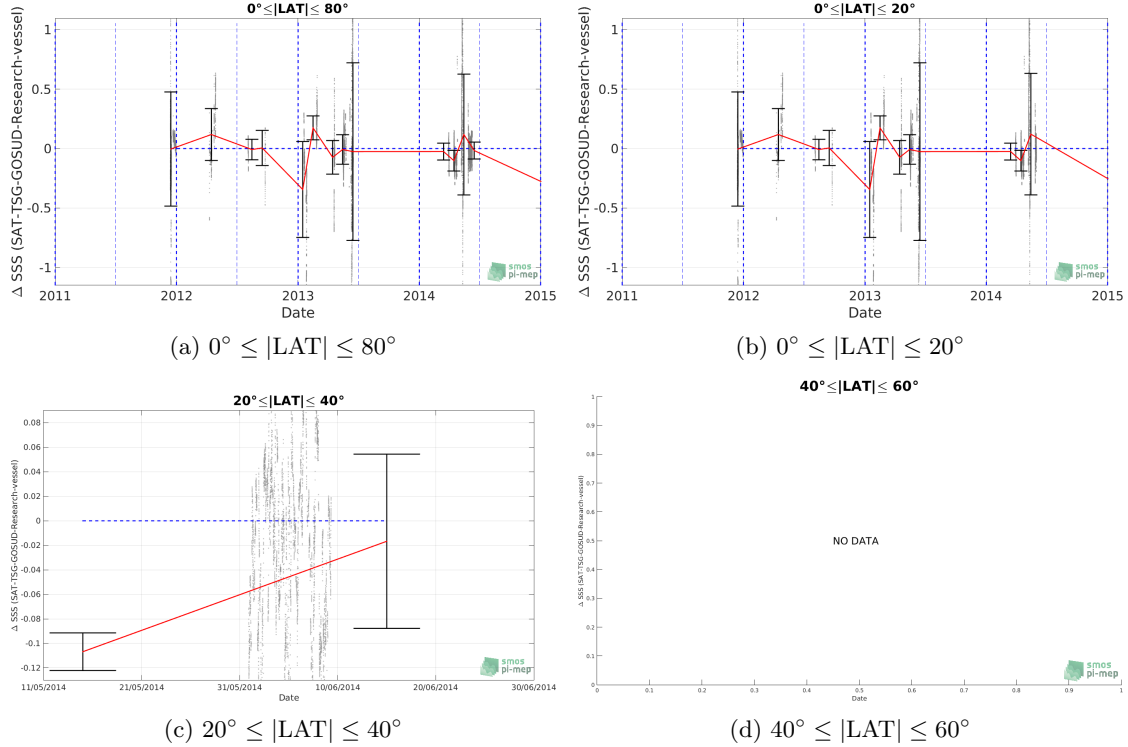 0°≤|LAT|≤ 80°
Δ SSS (SAT-TSG-GOSUD-Research-vessel)
1
0.5
0
-0.5
-1
smos
pi-mep
2011 2012 2013 2014 2015
Date
(a) 0° ≤ |LAT| ≤ 80°
0°≤|LAT|≤ 20°
Δ SSS (SAT-TSG-GOSUD-Research-vessel)
1
0.5
0
-0.5
-1
smos
pi-mep
2011 2012 2013 2014 2015
Date
(b) 0° ≤ |LAT| ≤ 20°
20°≤|LAT|≤ 40°
Δ SSS (SAT-TSG-GOSUD-Research-vessel)
0.08
0.06
0.04
0.02
0
-0.02
-0.04
-0.06
-0.08
-0.1
-0.12
smos
pi-mep
11/05/2014 21/05/2014 31/05/2014 10/06/2014 20/06/2014 30/06/2014
Date
(c) 20° ≤ |LAT| ≤ 40°
40°≤|LAT|≤ 60°
Δ SSS (SAT-TSG-GOSUD-Research-vessel)
1
0.9
0.8
0.7
0.6
0.5
0.4
0.3
0.2
0.1
0
NO DATA
smos
pi-mep
0 0.1 0.2 0.3 0.4 0.5 0.6 0.7 0.8 0.9 1
Date
(d) 40° ≤ |LAT| ≤ 60°